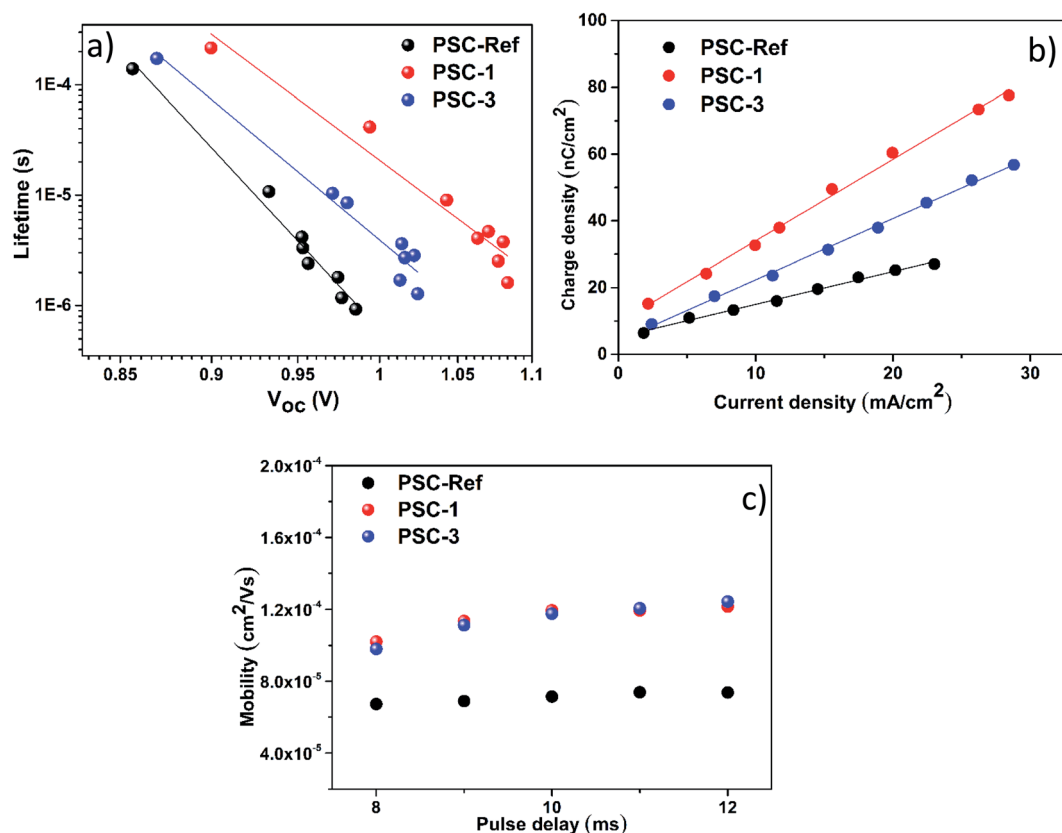 a)
PSC-Ref
PSC-1
PSC-3
1E-4
1E-5
1E-6
Lifetime (s)
0.85 0.9 0.95 1 1.05 1.1
V_OC (V)
b)
PSC-Ref
PSC-1
PSC-3
100
80
60
40
20
0
Charge density (nC/cm²)
0 10 20 30
Current density (mA/cm²)
c)
PSC-Ref
PSC-1
PSC-3
2.0x10⁻⁴
1.6x10⁻⁴
1.2x10⁻⁴
8.0x10⁻⁵
4.0x10⁻⁵
Mobility (cm²/Vs)
8 10 12
Pulse delay (ms)